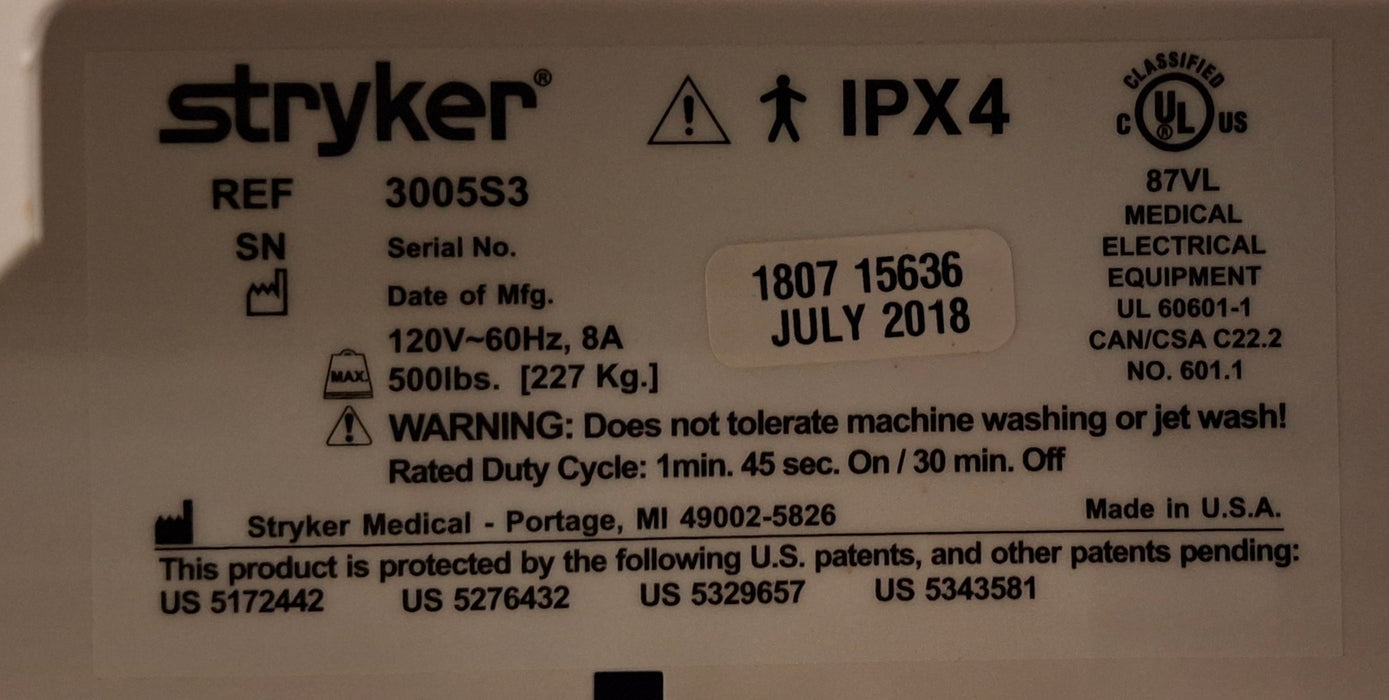 stryker®
IPX4
CLASSIFIED
C UL® US
REF 3005S3
SN Serial No.
Date of Mfg.
1807 15636
JULY 2018
120V~60Hz, 8A
MAX. 500lbs. [227 Kg.]
87VL
MEDICAL
ELECTRICAL
EQUIPMENT
UL 60601-1
CAN/CSA C22.2
NO. 601.1
WARNING: Does not tolerate machine washing or jet wash!
Rated Duty Cycle: 1min. 45 sec. On / 30 min. Off
Stryker Medical - Portage, MI 49002-5826 Made in U.S.A.
This product is protected by the following U.S. patents, and other patents pending:
US 5172442 US 5276432 US 5329657 US 5343581